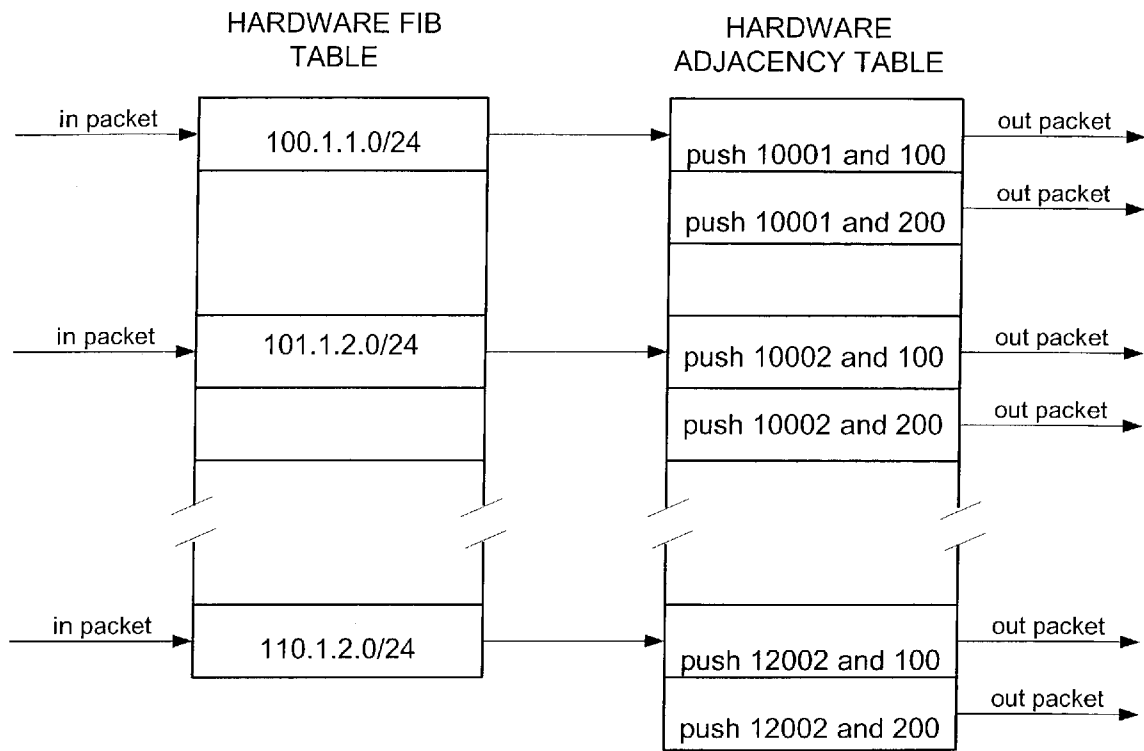 HARDWARE FIB
TABLE
HARDWARE
ADJACENCY TABLE
in packet
100.1.1.0/24
push 10001 and 100
out packet
push 10001 and 200
out packet
in packet
101.1.2.0/24
push 10002 and 100
out packet
push 10002 and 200
out packet
in packet
110.1.2.0/24
push 12002 and 100
out packet
push 12002 and 200
out packet